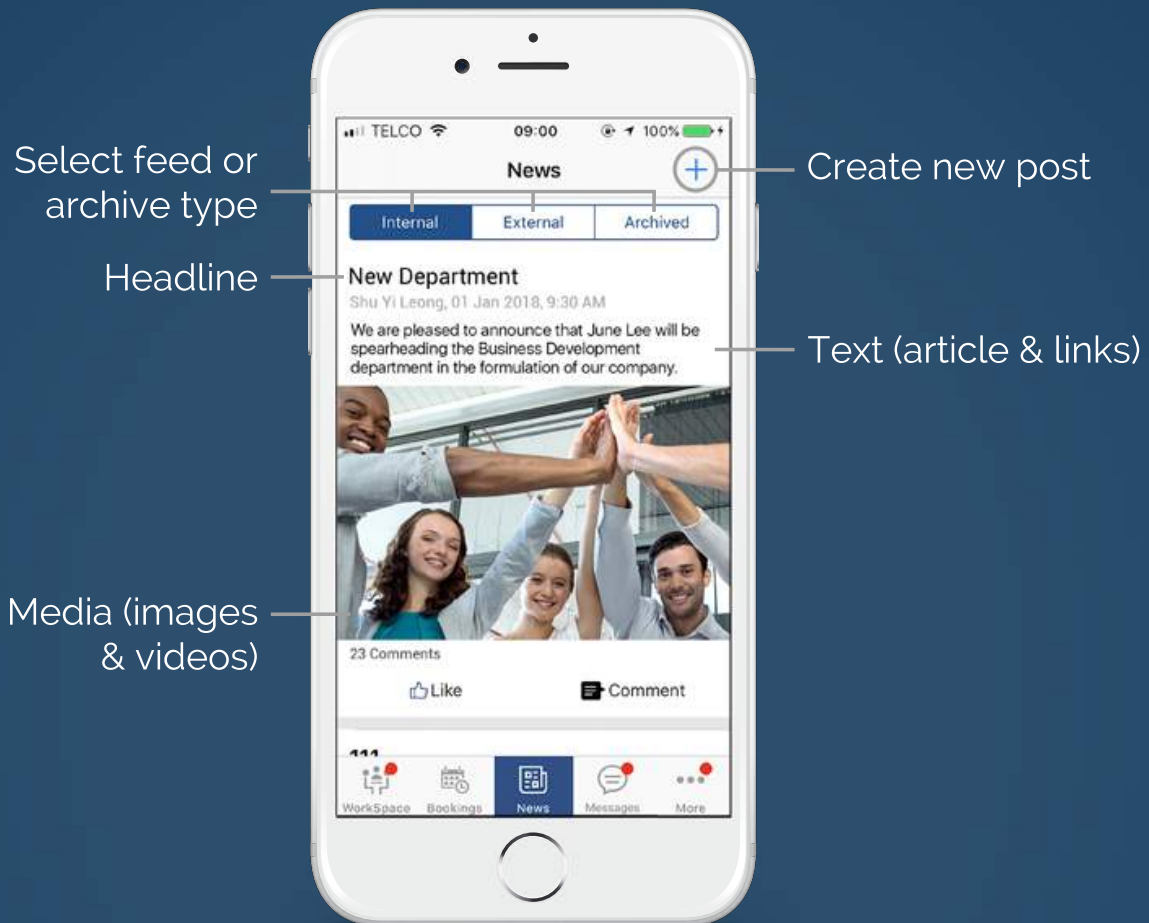 TELCO 09:00 100%
News
Select feed or
archive type
Create new post
Internal External Archived
Headline
New Department
Shu Yi Leong, 01 Jan 2018, 9:30 AM
We are pleased to announce that June Lee will be
spearheading the Business Development
department in the formulation of our company.
Text (article & links)
Media (images
& videos)
23 Comments
Like Comment
WorkSpace Bookings News Messages More